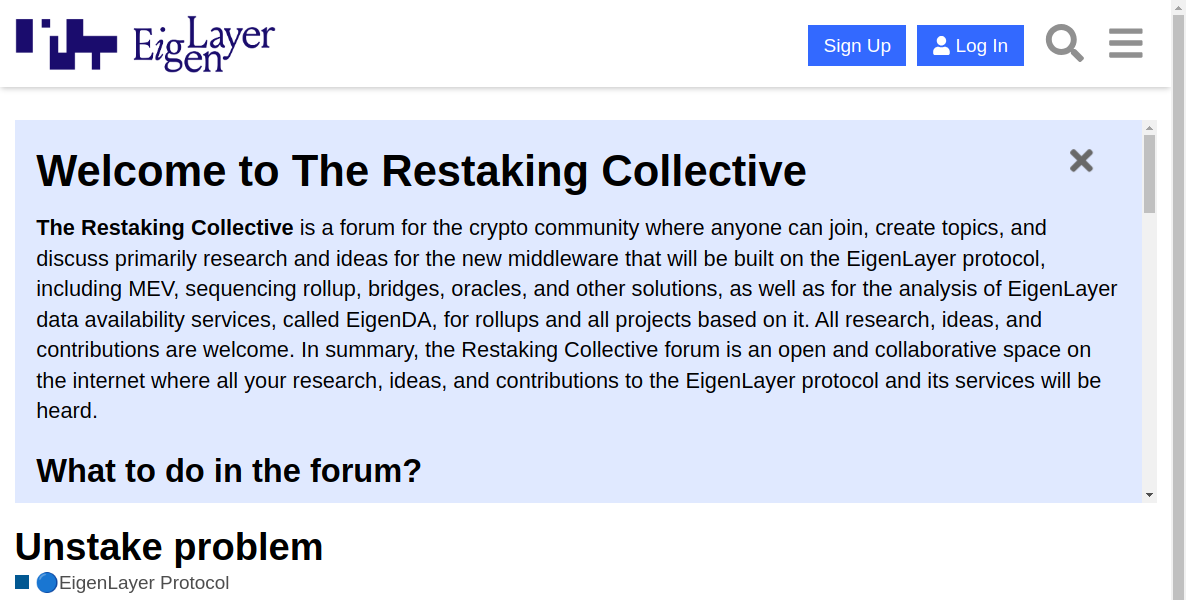 EigenLayer
Sign Up
Log In
Welcome to The Restaking Collective
The Restaking Collective is a forum for the crypto community where anyone can join, create topics, and
discuss primarily research and ideas for the new middleware that will be built on the EigenLayer protocol,
including MEV, sequencing rollup, bridges, oracles, and other solutions, as well as for the analysis of EigenLayer
data availability services, called EigenDA, for rollups and all projects based on it. All research, ideas, and
contributions are welcome. In summary, the Restaking Collective forum is an open and collaborative space on
the internet where all your research, ideas, and contributions to the EigenLayer protocol and its services will be
heard.
What to do in the forum?
Unstake problem
EigenLayer Protocol